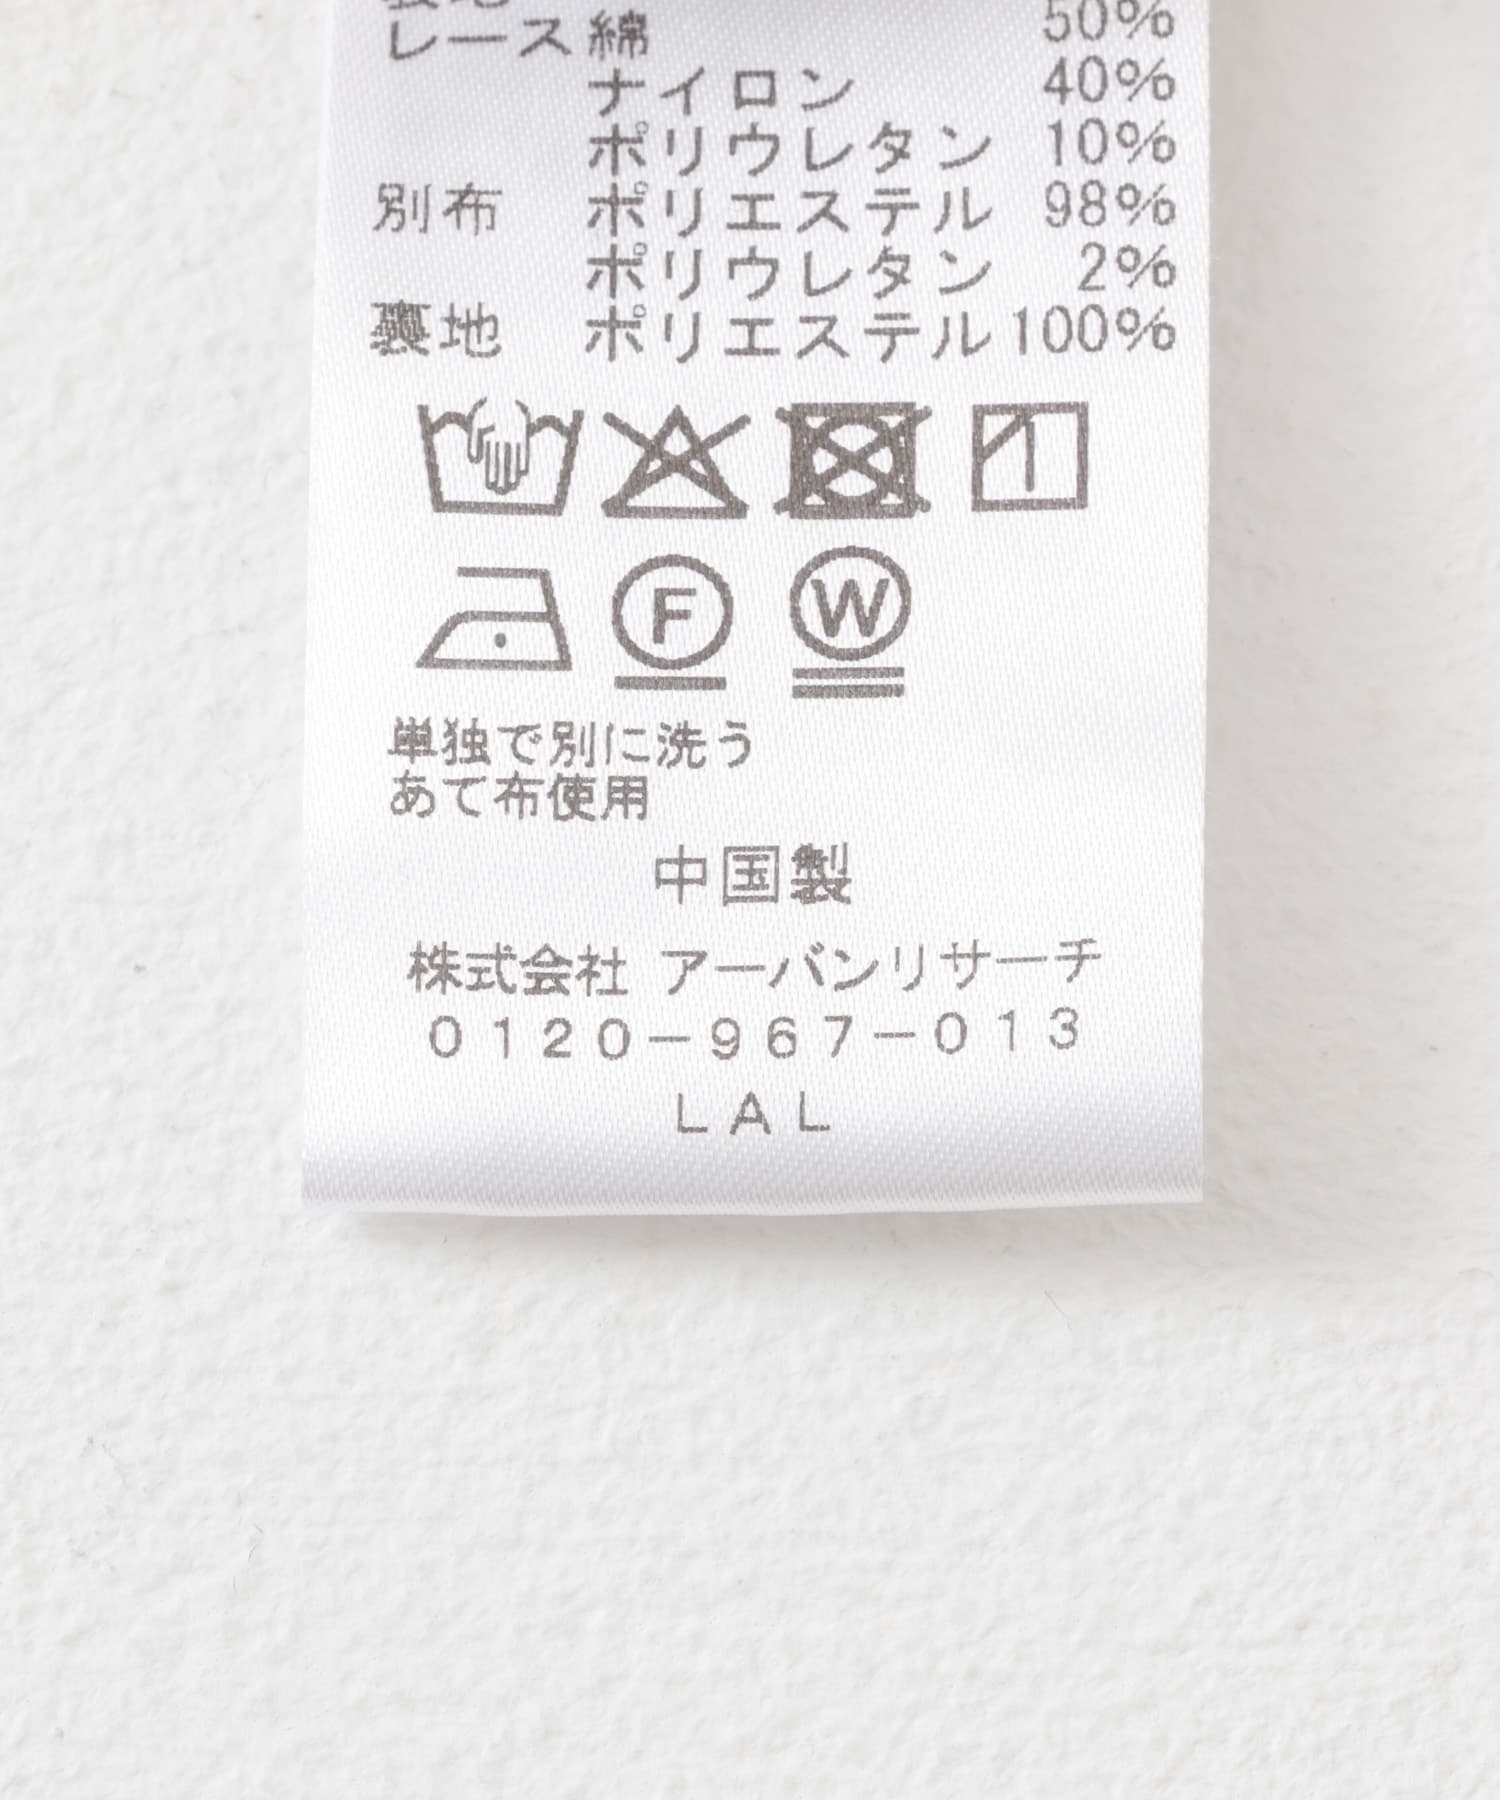 レース 綿 50%
ナイロン 40%
ポリウレタン 10%
別布 ポリエステル 98%
ポリウレタン 2%
裏地 ポリエステル 100%
F W
単独で別に洗う
あて布使用
中国製
株式会社 アーバンリサーチ
0120-967-013
LAL